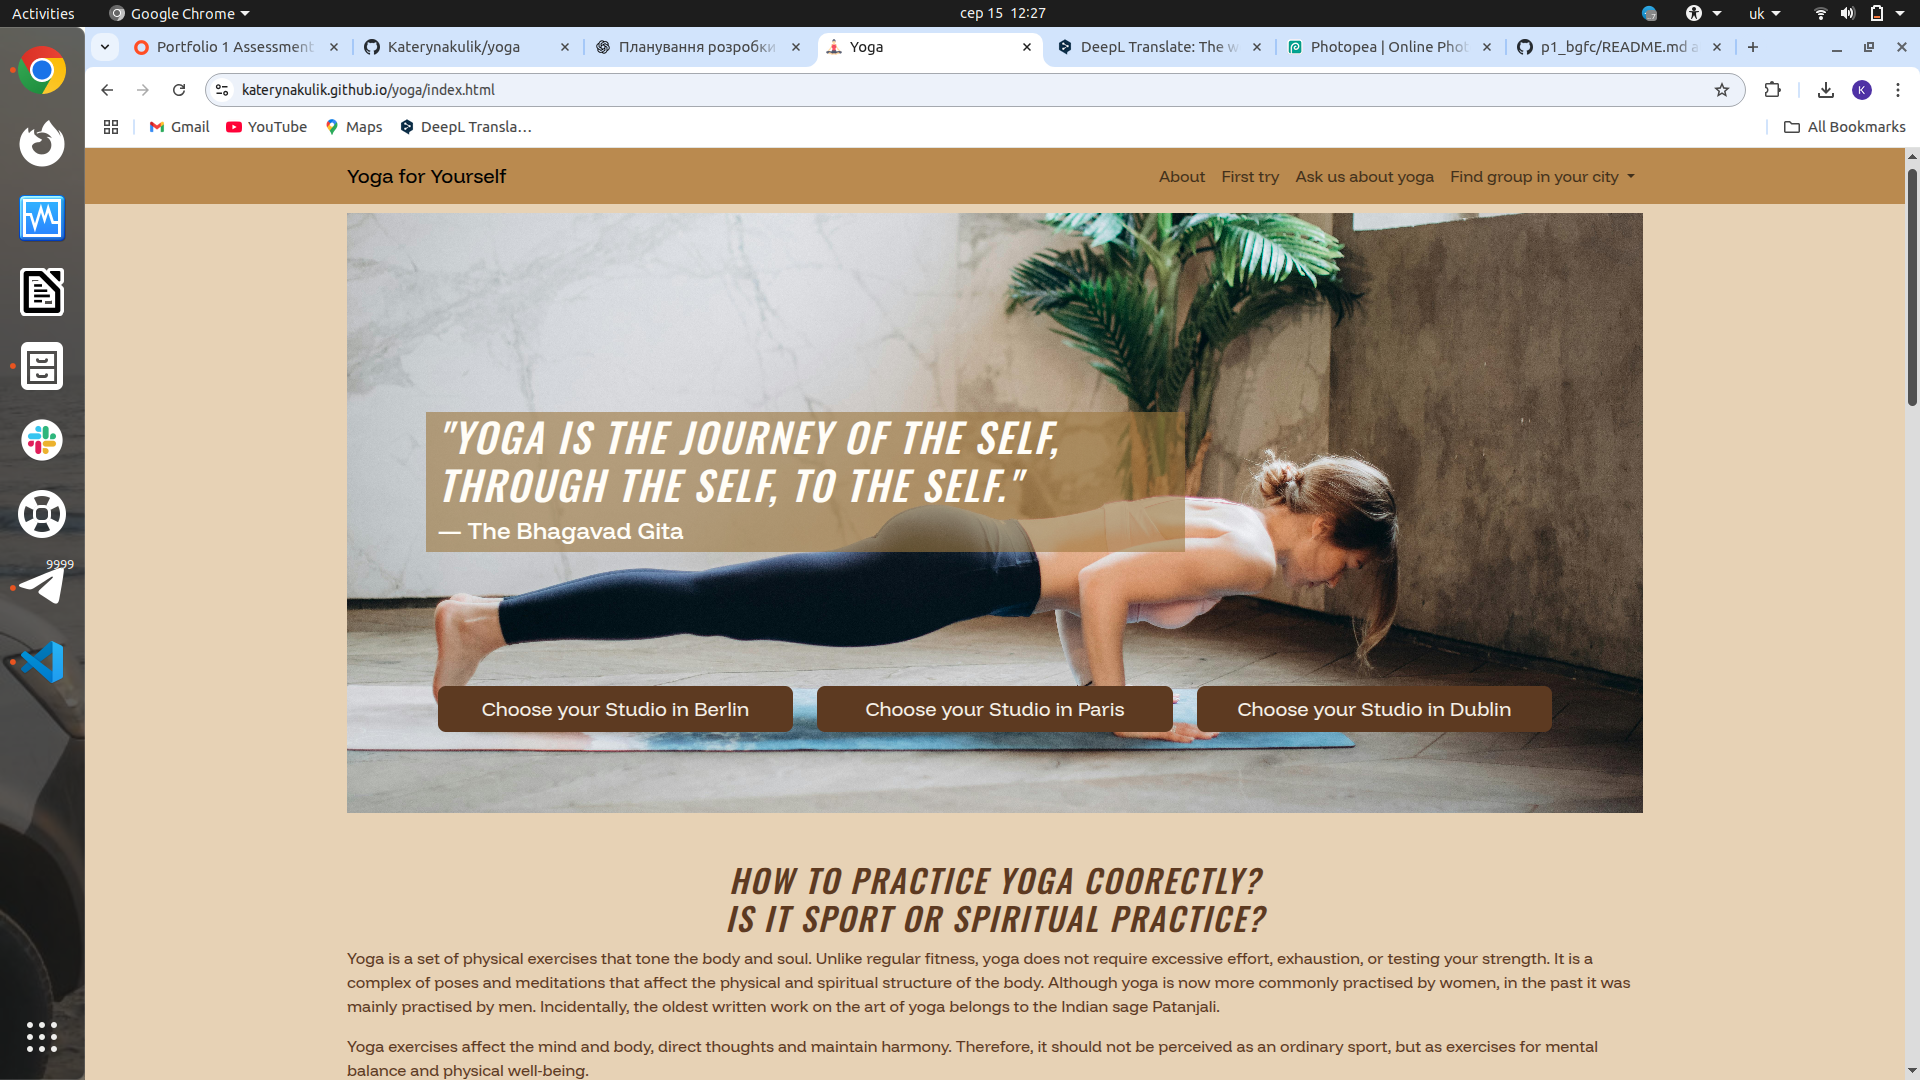 Activities
Google Chrome
сер 15 12:27
uk
Portfolio 1 Assessment
Katerynakulik/yoga
Планування розробки
Yoga
DeepL Translate: The w
Photopea | Online Phot
p1_bgfc/README.md a
katerynakulik.github.io/yoga/index.html
K
Gmail
YouTube
Maps
DeepL Transla...
All Bookmarks
Yoga for Yourself
About
First try
Ask us about yoga
Find group in your city
"YOGA IS THE JOURNEY OF THE SELF,
THROUGH THE SELF, TO THE SELF."
— The Bhagavad Gita
9999
Choose your Studio in Berlin
Choose your Studio in Paris
Choose your Studio in Dublin
HOW TO PRACTICE YOGA COORECTLY?
IS IT SPORT OR SPIRITUAL PRACTICE?
Yoga is a set of physical exercises that tone the body and soul. Unlike regular fitness, yoga does not require excessive effort, exhaustion, or testing your strength. It is a
complex of poses and meditations that affect the physical and spiritual structure of the body. Although yoga is now more commonly practised by women, in the past it was
mainly practised by men. Incidentally, the oldest written work on the art of yoga belongs to the Indian sage Patanjali.
Yoga exercises affect the mind and body, direct thoughts and maintain harmony. Therefore, it should not be perceived as an ordinary sport, but as exercises for mental
balance and physical well-being.